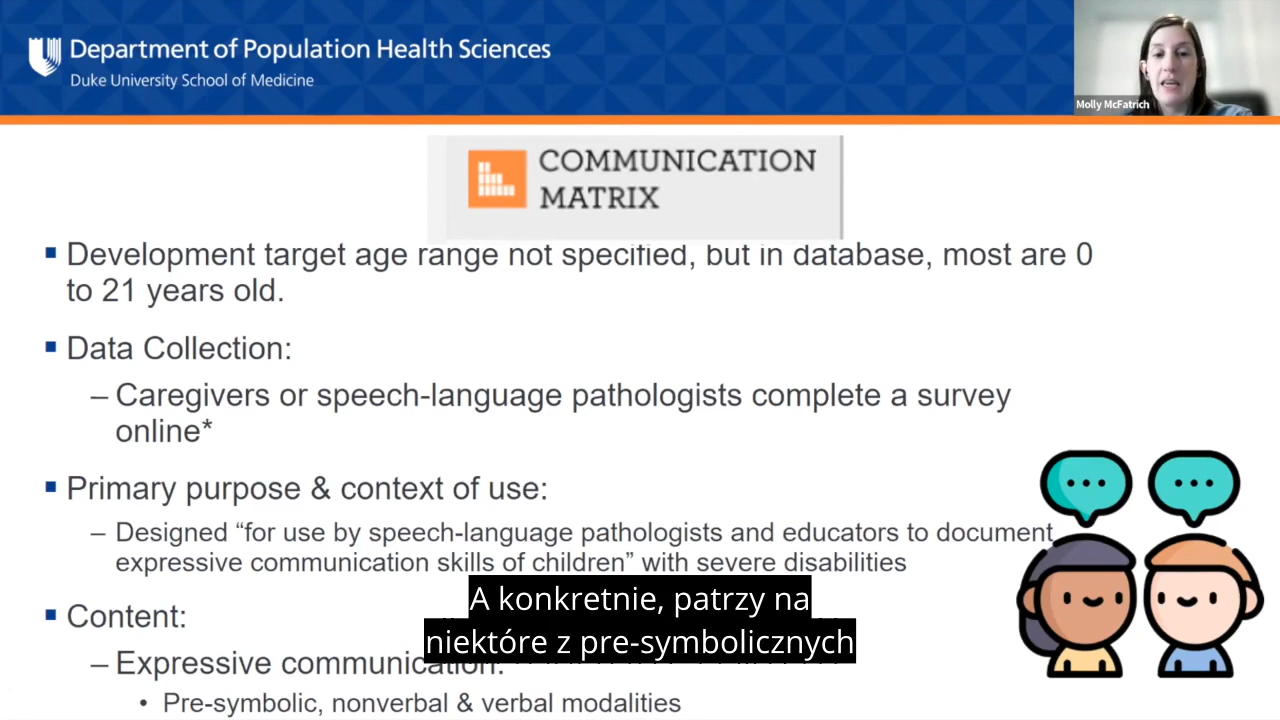 Department of Population Health Sciences
Duke University School of Medicine
Molly McFatrich
COMMUNICATION
MATRIX
▪ Development target age range not specified, but in database, most are 0
to 21 years old.
▪ Data Collection:
– Caregivers or speech-language pathologists complete a survey
online*
▪ Primary purpose & context of use:
– Designed “for use by speech-language pathologists and educators to document
expressive communication skills of children” with severe disabilities
▪ Content:
– Expressive communication:
• Pre-symbolic, nonverbal & verbal modalities
A konkretnie, patrzy na
niektóre z pre-symbolicznych